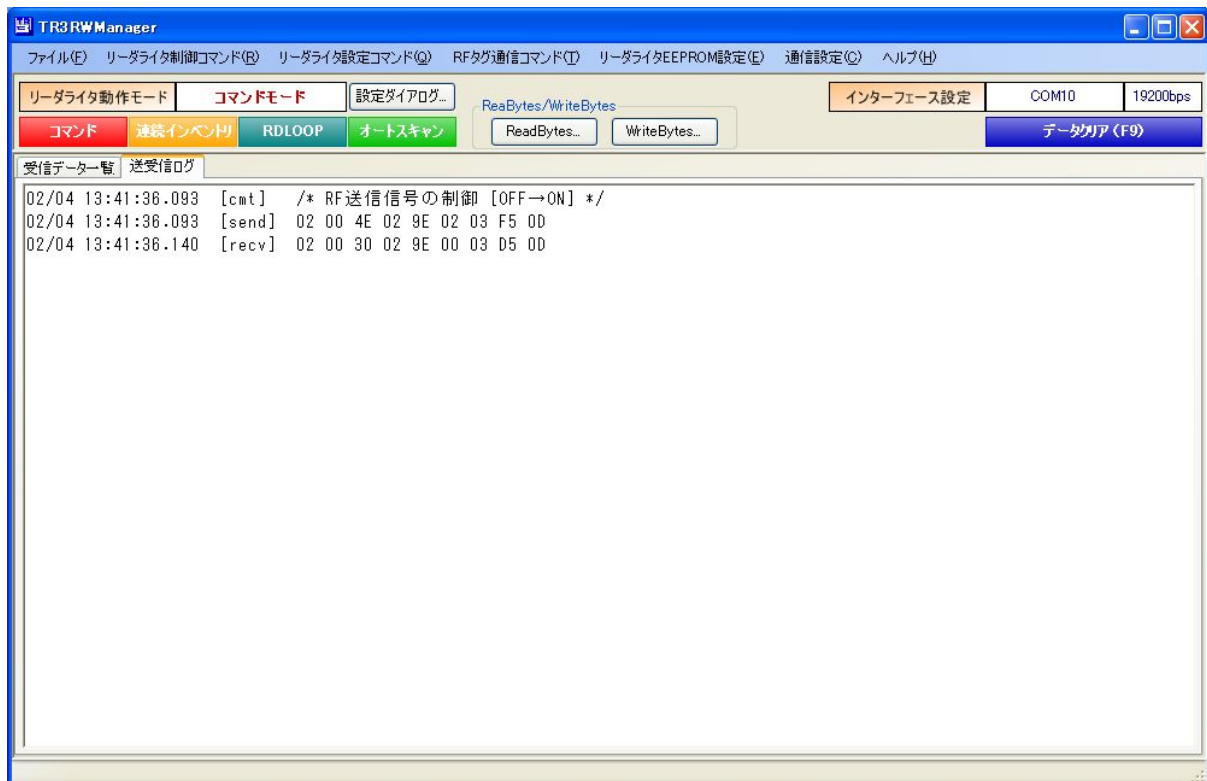 TR3RWManager
ファイル(F) リーダライタ制御コマンド(R) リーダライタ設定コマンド(Q) RFタグ通信コマンド(T) リーダライタEEPROM設定(E) 通信設定(C) ヘルプ(H)
リーダライタ動作モード コマンドモード 設定ダイアログ... ReaBytes/WriteBytes インターフェース設定 COM10 19200bps
コマンド 連続インベントリ RDLOOP オートスキャン ReadBytes... WriteBytes... データクリア(F9)
受信データ一覧 送受信ログ
02/04 13:41:36.093 [cmt] /* RF送信信号の制御 [OFF→ON] */
02/04 13:41:36.093 [send] 02 00 4E 02 9E 02 03 F5 0D
02/04 13:41:36.140 [recv] 02 00 30 02 9E 00 03 D5 0D